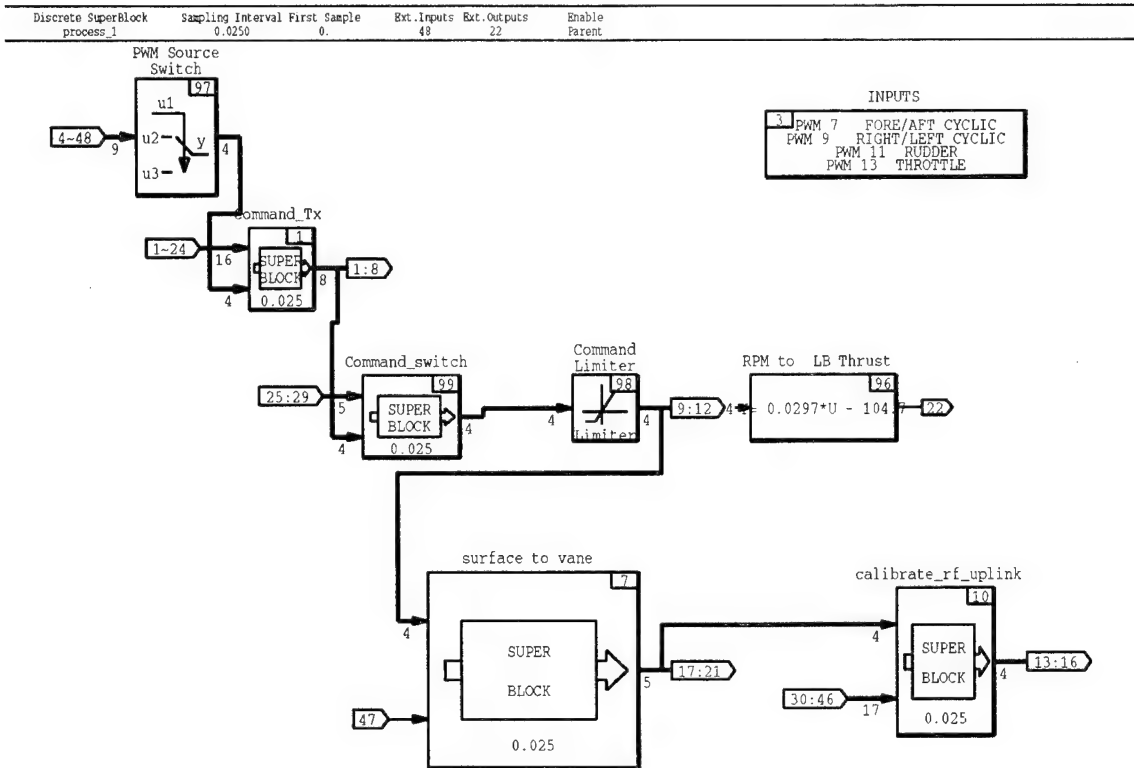 Discrete SuperBlock Sampling Interval First Sample Ext.Inputs Ext.Outputs Enable
process_1 0.0250 0. 48 22 Parent
PWM Source
Switch
97
u1
4~48
u2
y
9
4
u3
INPUTS
3
PWM 7 FORE/AFT CYCLIC
PWM 9 RIGHT/LEFT CYCLIC
PWM 11 RUDDER
PWM 13 THROTTLE
Command_Tx
1
1~24
16
SUPER
BLOCK
8
1:8
4
0.025
Command_switch
99
25:29
5
SUPER
BLOCK
4
4
0.025
Command
Limiter
98
4
4
Limiter
9:12
RPM to LB Thrust
96
4
= 0.0297*U - 104.7
22
surface to vane
7
4
SUPER
BLOCK
5
17:21
47
0.025
calibrate_rf_uplink
10
4
SUPER
BLOCK
4
13:16
30:46
17
0.025